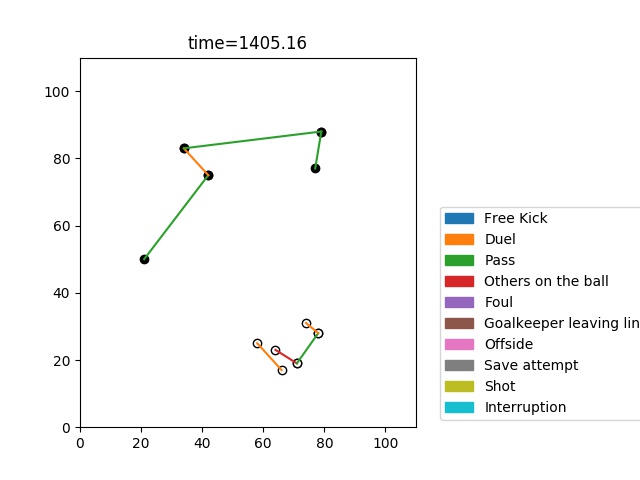 time=1405.16
100
80
60
40
20
0
0 20 40 60 80 100
Free Kick
Duel
Pass
Others on the ball
Foul
Goalkeeper leaving lin
Offside
Save attempt
Shot
Interruption